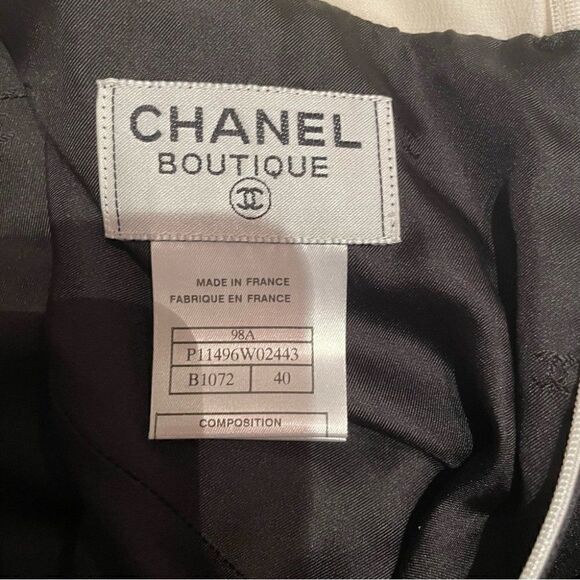 CHANEL
BOUTIQUE
MADE IN FRANCE
FABRIQUE EN FRANCE
98A
P11496W02443
B1072 40
COMPOSITION